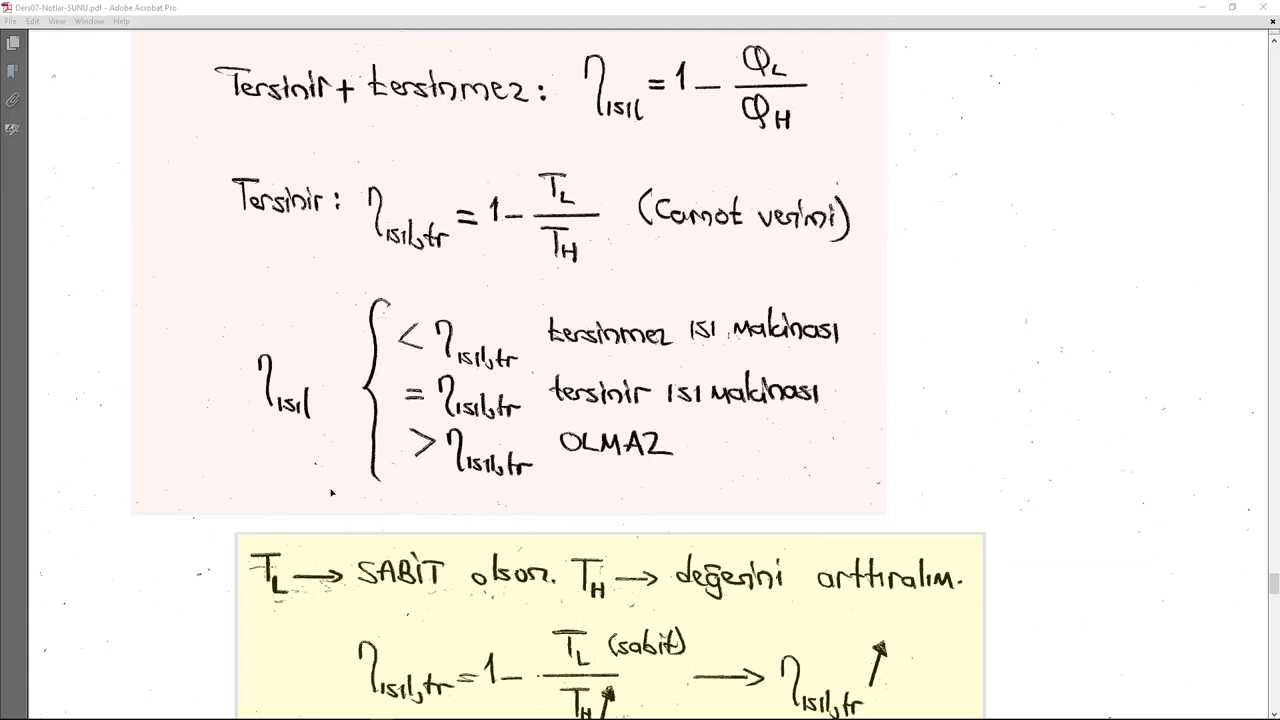 Ders07-Notlar-SUNU.pdf - Adobe Acrobat Pro
File Edit View Window Help
Tersinir + tersinmez: η_ısıl = 1 - Q_L / Q_H
Tersinir: η_ısıl,tr = 1 - T_L / T_H (Carnot verimi)
η_ısıl { < η_ısıl,tr tersinmez ısı makinası
= η_ısıl,tr tersinir ısı makinası
> η_ısıl,tr OLMAZ
T_L → SABİT olsun. T_H → değerini arttıralım.
η_ısıl,tr = 1 - T_L (sabit) / T_H ↗ → η_ısıl,tr ↗